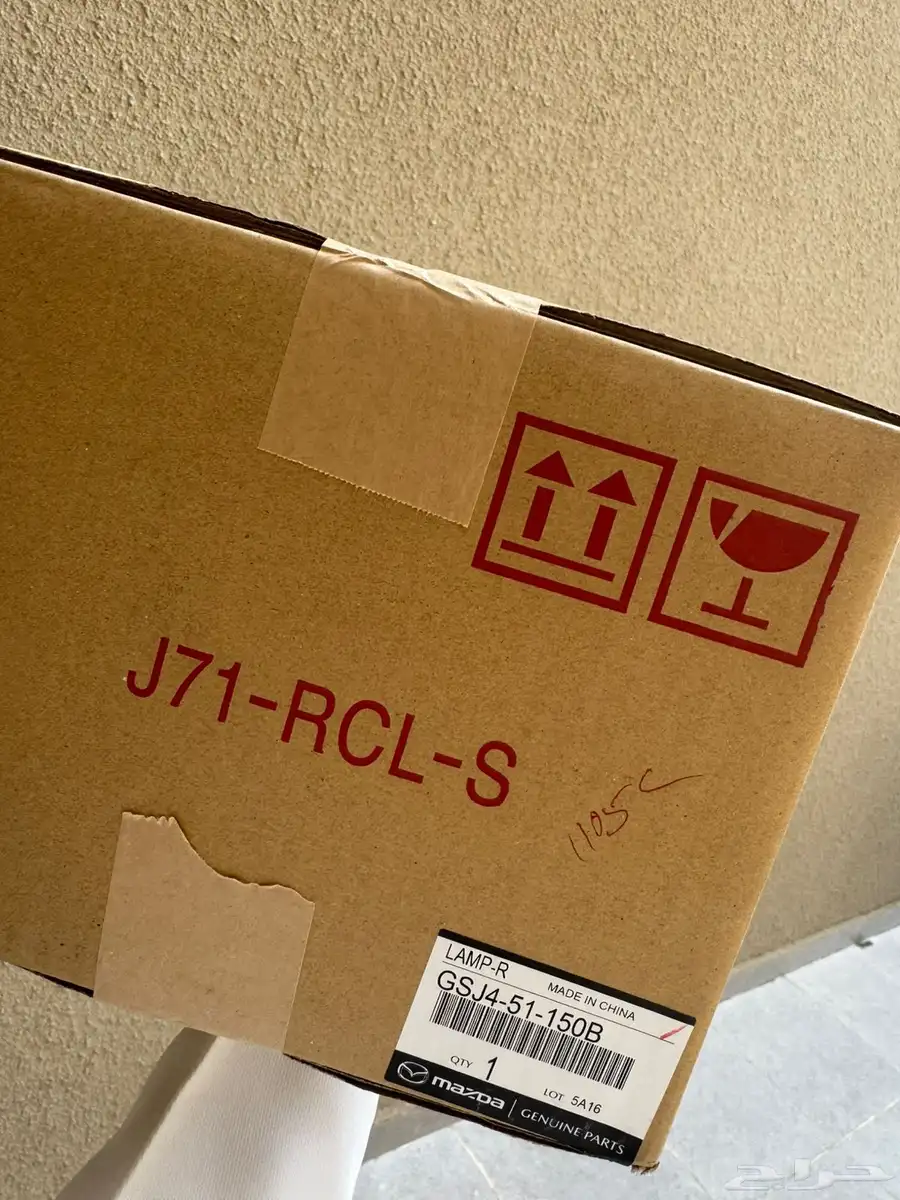 J71-RCL-S
1105
LAMP-R
MADE IN CHINA
GSJ4-51-150B
QTY 1
LOT 5A16
mazda | GENUINE PARTS
حراج